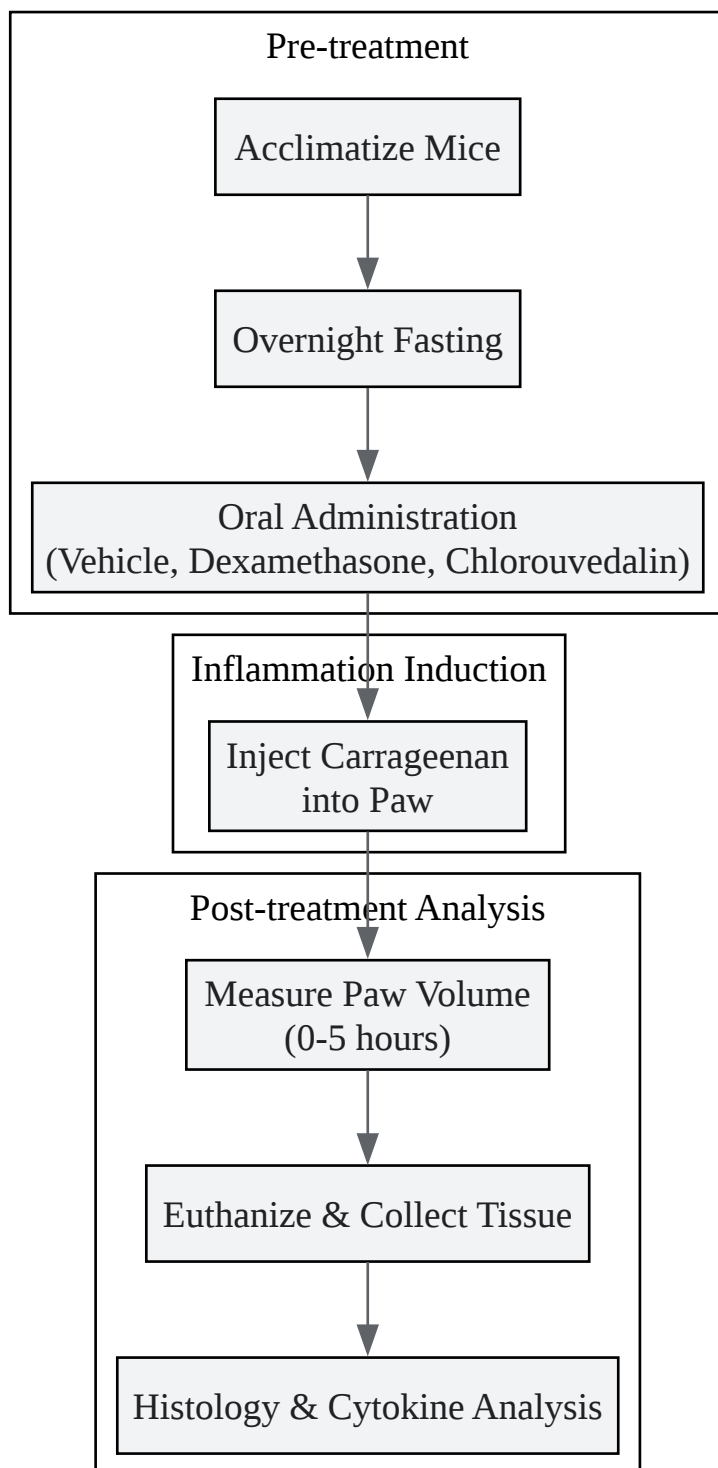 Pre-treatment
Acclimatize Mice
Overnight Fasting
Oral Administration
(Vehicle, Dexamethasone, Chlorouvedalin)
Inflammation Induction
Inject Carrageenan
into Paw
Post-treatment Analysis
Measure Paw Volume
(0-5 hours)
Euthanize & Collect Tissue
Histology & Cytokine Analysis